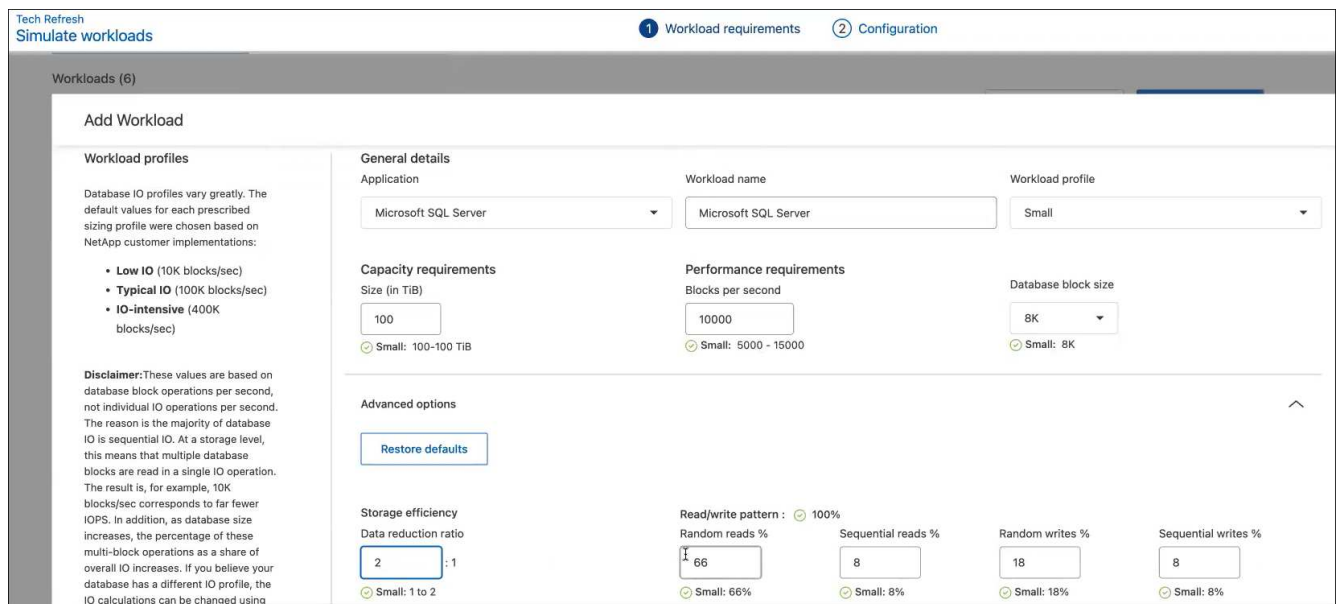 Tech Refresh
Simulate workloads
1 Workload requirements
2 Configuration
Workloads (6)
Add Workload
Workload profiles
Database IO profiles vary greatly. The
default values for each prescribed
sizing profile were chosen based on
NetApp customer implementations:
• Low IO (10K blocks/sec)
• Typical IO (100K blocks/sec)
• IO-intensive (400K
blocks/sec)
Disclaimer:These values are based on
database block operations per second,
not individual IO operations per second.
The reason is the majority of database
IO is sequential IO. At a storage level,
this means that multiple database
blocks are read in a single IO operation.
The result is, for example, 10K
blocks/sec corresponds to far fewer
IOPS. In addition, as database size
increases, the percentage of these
multi-block operations as a share of
overall IO increases. If you believe your
database has a different IO profile, the
IO calculations can be changed using
General details
Application
Microsoft SQL Server
Workload name
Microsoft SQL Server
Workload profile
Small
Capacity requirements
Size (in TiB)
100
Small: 100-100 TiB
Performance requirements
Blocks per second
10000
Small: 5000 - 15000
Database block size
8K
Small: 8K
Advanced options
Restore defaults
Storage efficiency
Data reduction ratio
2 : 1
Small: 1 to 2
Read/write pattern : 100%
Random reads %
66
Small: 66%
Sequential reads %
8
Small: 8%
Random writes %
18
Small: 18%
Sequential writes %
8
Small: 8%